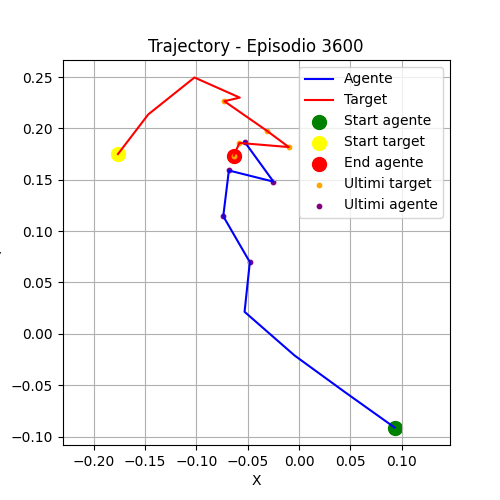 Trajectory - Episodio 3600
0.25
0.20
0.15
0.10
0.05
0.00
−0.05
−0.10
Agente
Target
Start agente
Start target
End agente
Ultimi target
Ultimi agente
−0.20
−0.15
−0.10
−0.05
0.00
0.05
0.10
X